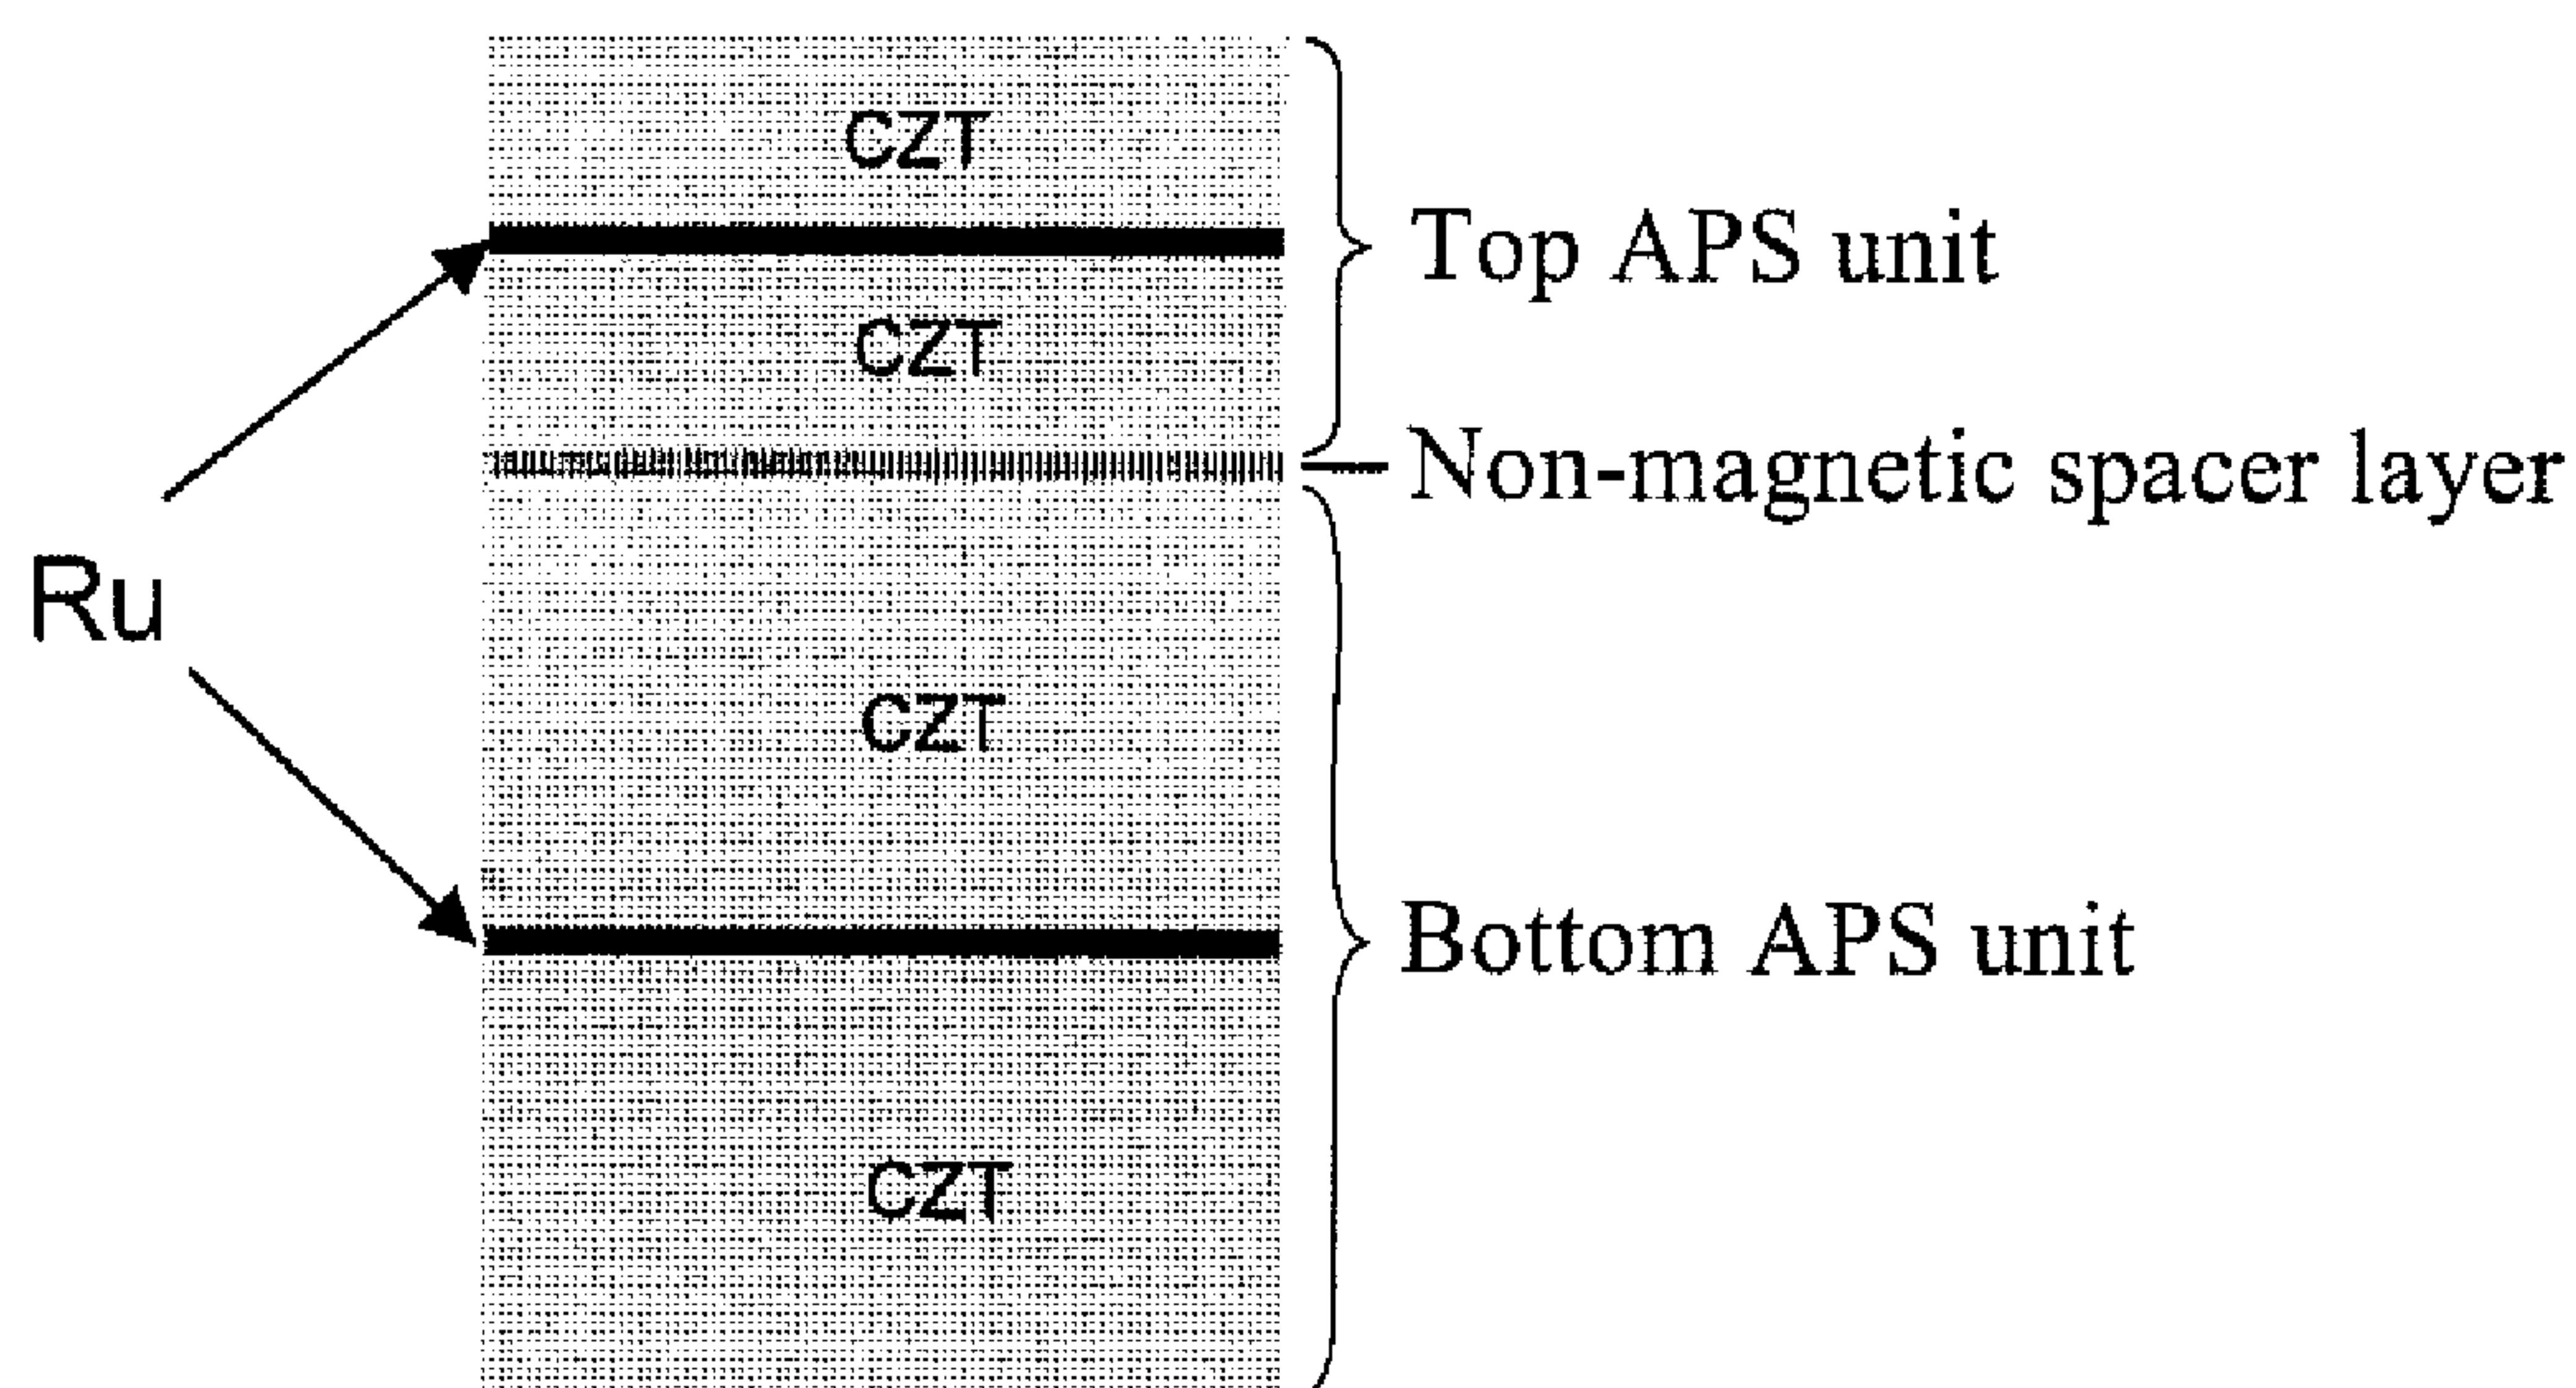 CZT
Top APS unit
CZT
Non-magnetic spacer layer
Ru
CZT
Bottom APS unit
CZT